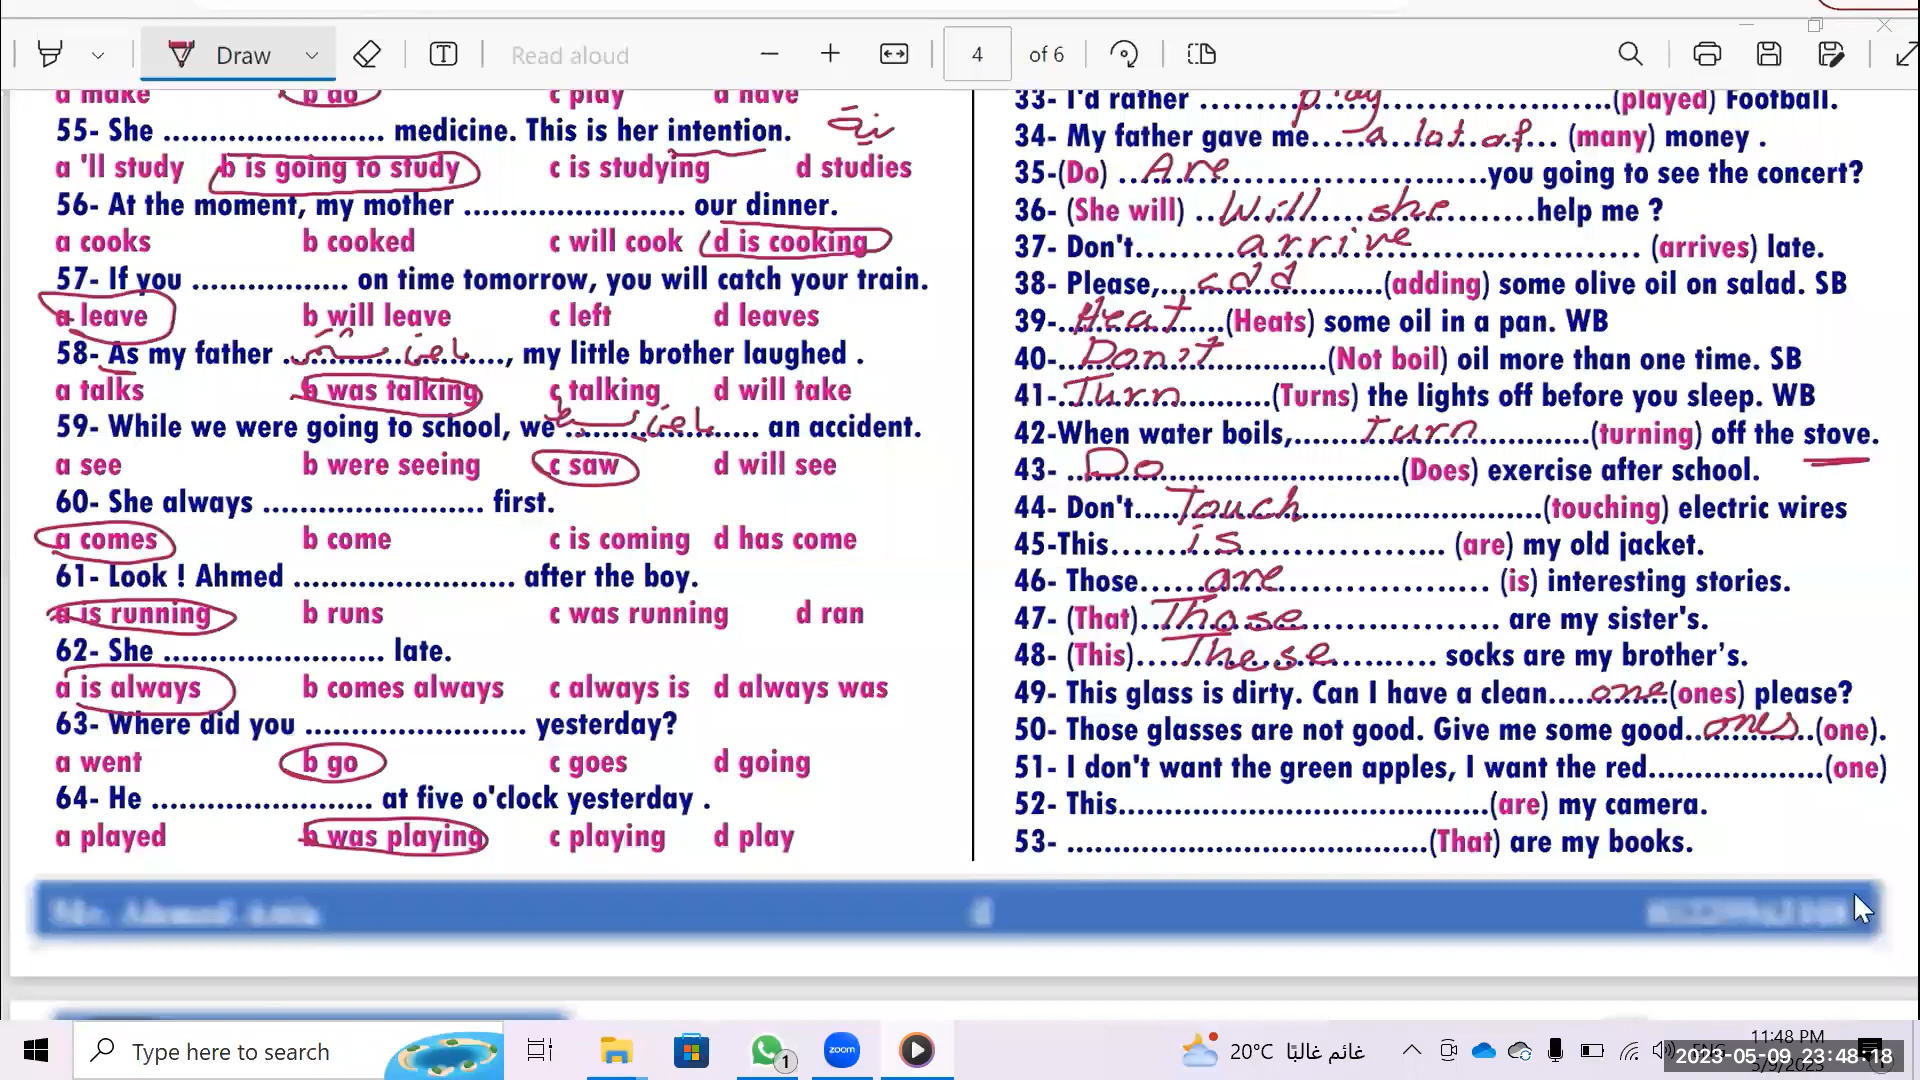 Draw
Read aloud
4
of 6
a make b do c play d have
55- She ........................ medicine. This is her intention.
a 'll study b is going to study c is studying d studies
56- At the moment, my mother ........................ our dinner.
a cooks b cooked c will cook d is cooking
57- If you ................. on time tomorrow, you will catch your train.
a leave b will leave c left d leaves
58- As my father ........................, my little brother laughed .
a talks b was talking c talking d will take
59- While we were going to school, we ..................... an accident.
a see b were seeing c saw d will see
60- She always ........................ first.
a comes b come c is coming d has come
61- Look ! Ahmed ........................ after the boy.
a is running b runs c was running d ran
62- She ........................ late.
a is always b comes always c always is d always was
63- Where did you ........................ yesterday?
a went b go c goes d going
64- He ........................ at five o'clock yesterday .
a played b was playing c playing d play
33- I'd rather ..........play..........(played) Football.
34- My father gave me.....a lot of... (many) money .
35-(Do) ...Are..............................you going to see the concert?
36- (She will) ..Will.....she.........help me ?
37- Don't..........arrive....................... (arrives) late.
38- Please,....add...........(adding) some olive oil on salad. SB
39-..Heat.....(Heats) some oil in a pan. WB
40-..Don't............(Not boil) oil more than one time. SB
41-.Turn............(Turns) the lights off before you sleep. WB
42-When water boils,........turn............(turning) off the stove.
43- ..Do..........................(Does) exercise after school.
44- Don't....Touch...........................(touching) electric wires
45-This.......is...................... (are) my old jacket.
46- Those......are........................ (is) interesting stories.
47- (That)..Those..................... are my sister's.
48- (This)....These.......... socks are my brother’s.
49- This glass is dirty. Can I have a clean....one(ones) please?
50- Those glasses are not good. Give me some good..ones..(one).
51- I don't want the green apples, I want the red...................(one)
52- This........................................(are) my camera.
53- .......................................(That) are my books.
Type here to search
1
zoom
20°C غائم غالبًا
11:48 PM
2023-05-09 23:48:18